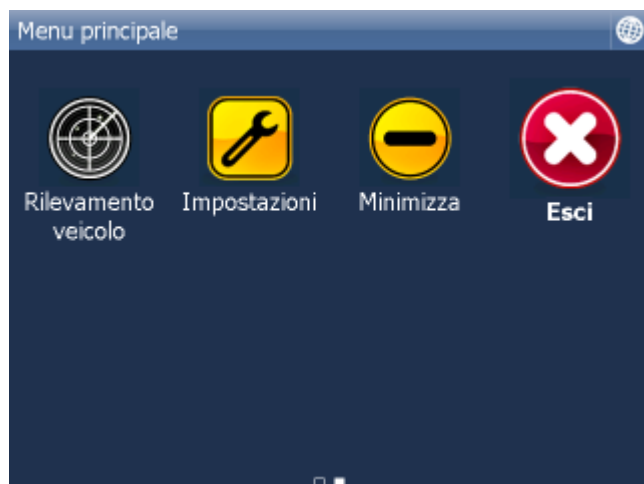 Menu principale
Rilevamento
veicolo
Impostazioni
Minimizza
Esci